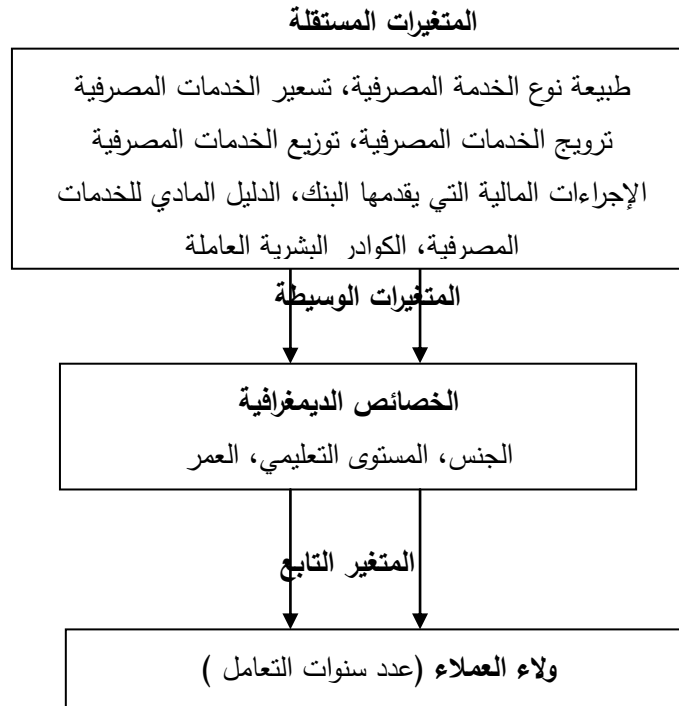 المتغيرات المستقلة
طبيعة نوع الخدمة المصرفية، تسعير الخدمات المصرفية
ترويج الخدمات المصرفية، توزيع الخدمات المصرفية
الإجراءات المالية التي يقدمها البنك، الدليل المادي للخدمات
المصرفية، الكوادر البشرية العاملة
المتغيرات الوسيطة
الخصائص الديمغرافية
الجنس، المستوى التعليمي، العمر
المتغير التابع
ولاء العملاء (عدد سنوات التعامل )